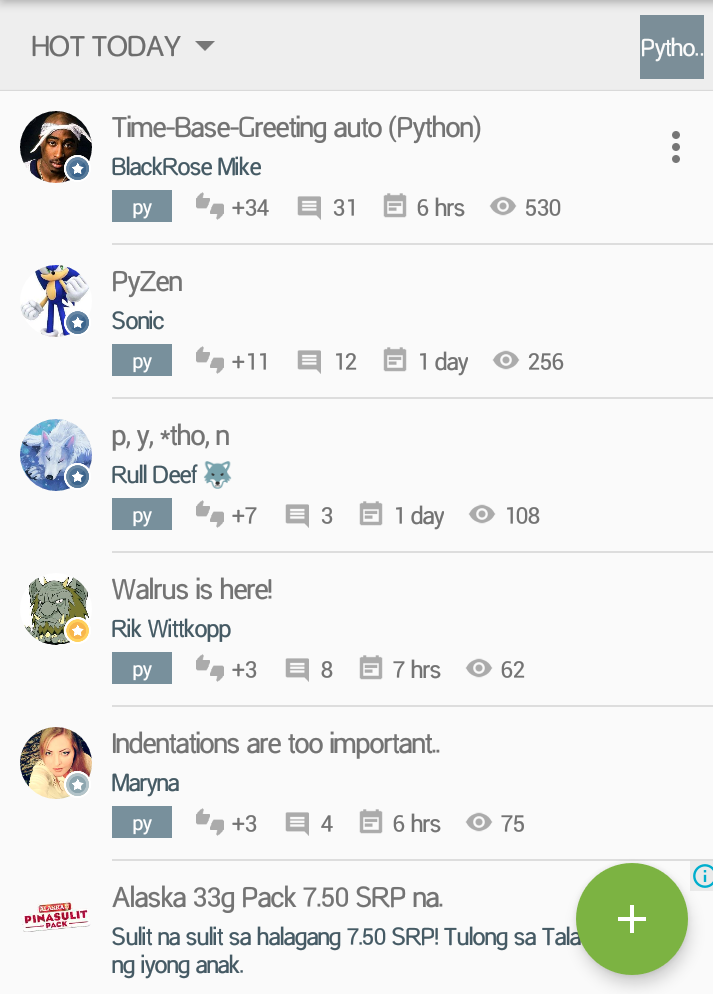 HOT TODAY
Pytho..
Time-Base-Greeting auto (Python)
BlackRose Mike
py +34 31 6 hrs 530
PyZen
Sonic
py +11 12 1 day 256
p, y, *tho, n
Rull Deef
py +7 3 1 day 108
Walrus is here!
Rik Wittkopp
py +3 8 7 hrs 62
Indentations are too important..
Maryna
py +3 4 6 hrs 75
Alaska 33g Pack 7.50 SRP na.
ALASKA
PINASULIT
PACK
Sulit na sulit sa halagang 7.50 SRP! Tulong sa Tala
ng iyong anak.